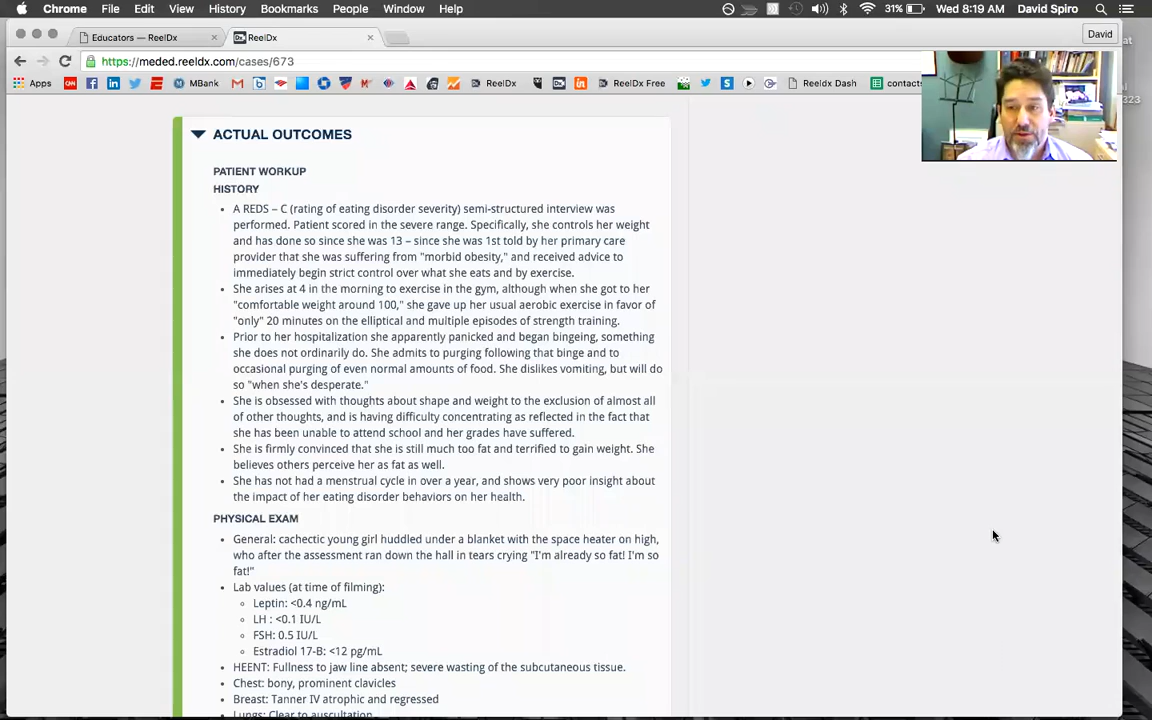 Chrome File Edit View History Bookmarks People Window Help 31% Wed 8:19 AM David Spiro
Educators — ReelDx ReelDx David
https://meded.reeldx.com/cases/673
Apps MBank ReelDx ReelDx Free Reeldx Dash contacts
ACTUAL OUTCOMES
PATIENT WORKUP
HISTORY
• A REDS – C (rating of eating disorder severity) semi-structured interview was
performed. Patient scored in the severe range. Specifically, she controls her weight
and has done so since she was 13 – since she was 1st told by her primary care
provider that she was suffering from "morbid obesity," and received advice to
immediately begin strict control over what she eats and by exercise.
• She arises at 4 in the morning to exercise in the gym, although when she got to her
"comfortable weight around 100," she gave up her usual aerobic exercise in favor of
"only" 20 minutes on the elliptical and multiple episodes of strength training.
• Prior to her hospitalization she apparently panicked and began bingeing, something
she does not ordinarily do. She admits to purging following that binge and to
occasional purging of even normal amounts of food. She dislikes vomiting, but will do
so "when she's desperate."
• She is obsessed with thoughts about shape and weight to the exclusion of almost all
of other thoughts, and is having difficulty concentrating as reflected in the fact that
she has been unable to attend school and her grades have suffered.
• She is firmly convinced that she is still much too fat and terrified to gain weight. She
believes others perceive her as fat as well.
• She has not had a menstrual cycle in over a year, and shows very poor insight about
the impact of her eating disorder behaviors on her health.
PHYSICAL EXAM
• General: cachectic young girl huddled under a blanket with the space heater on high,
who after the assessment ran down the hall in tears crying "I'm already so fat! I'm so
fat!"
• Lab values (at time of filming):
◦ Leptin: <0.4 ng/mL
◦ LH : <0.1 IU/L
◦ FSH: 0.5 IU/L
◦ Estradiol 17-B: <12 pg/mL
• HEENT: Fullness to jaw line absent; severe wasting of the subcutaneous tissue.
• Chest: bony, prominent clavicles
• Breast: Tanner IV atrophic and regressed
• Lungs: Clear to auscultation